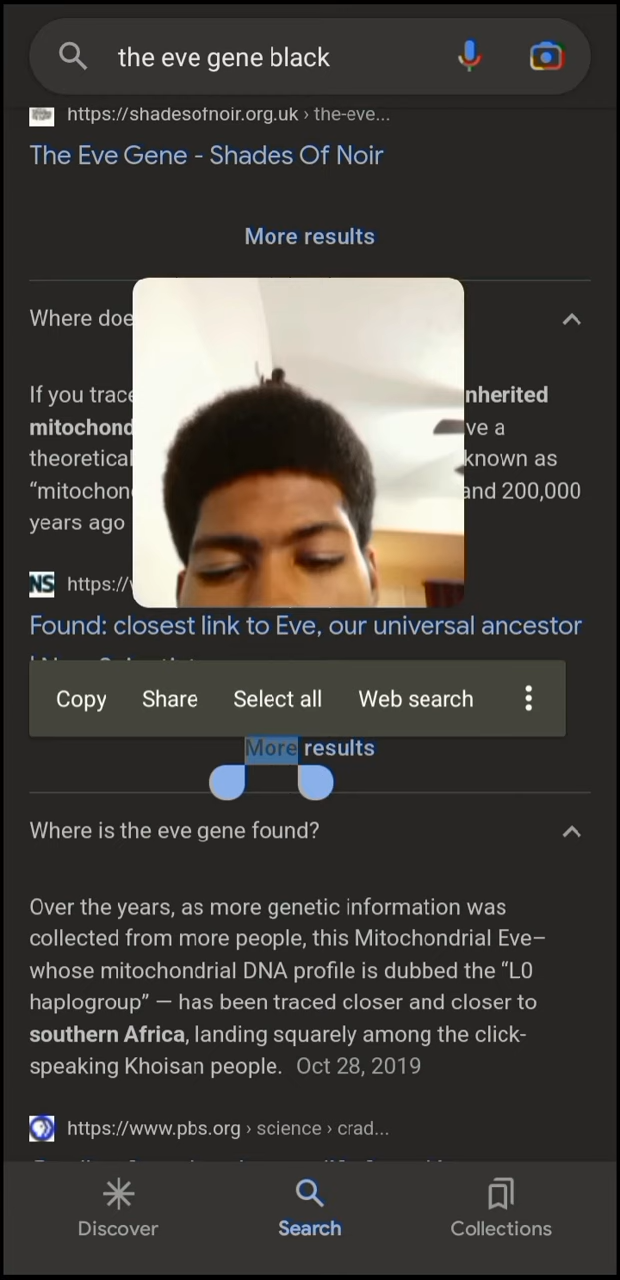 the eve gene black
https://shadesofnoir.org.uk › the-eve...
The Eve Gene - Shades Of Noir
More results
Where doe
If you trace nherited
mitochond ve a
theoretical known as
“mitochon and 200,000
years ago
NS https://
Found: closest link to Eve, our universal ancestor
Copy Share Select all Web search
More results
Where is the eve gene found?
Over the years, as more genetic information was
collected from more people, this Mitochondrial Eve–
whose mitochondrial DNA profile is dubbed the “L0
haplogroup” — has been traced closer and closer to
southern Africa, landing squarely among the click-
speaking Khoisan people. Oct 28, 2019
https://www.pbs.org › science › crad...
Discover Search Collections